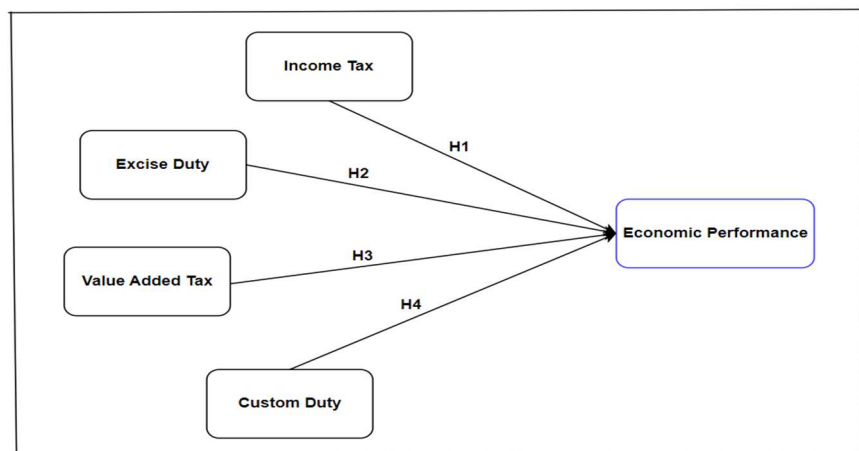 Income Tax
H1
Excise Duty
H2
Economic Performance
Value Added Tax
H3
H4
Custom Duty